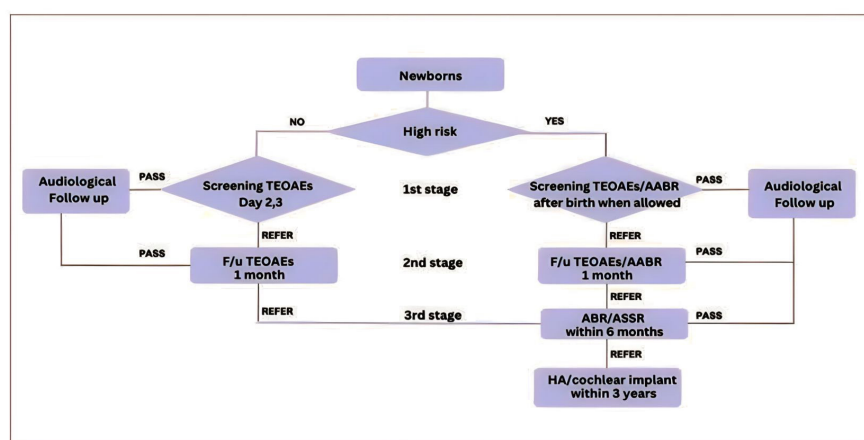 Newborns
High risk
NO
YES
PASS
Audiological
Follow up
Screening TEOAEs
Day 2,3
1st stage
Screening TEOAEs/AABR
after birth when allowed
PASS
Audiological
Follow up
REFER
REFER
PASS
F/u TEOAEs
1 month
2nd stage
F/u TEOAEs/AABR
1 month
PASS
REFER
REFER
3rd stage
ABR/ASSR
within 6 months
PASS
REFER
HA/cochlear implant
within 3 years